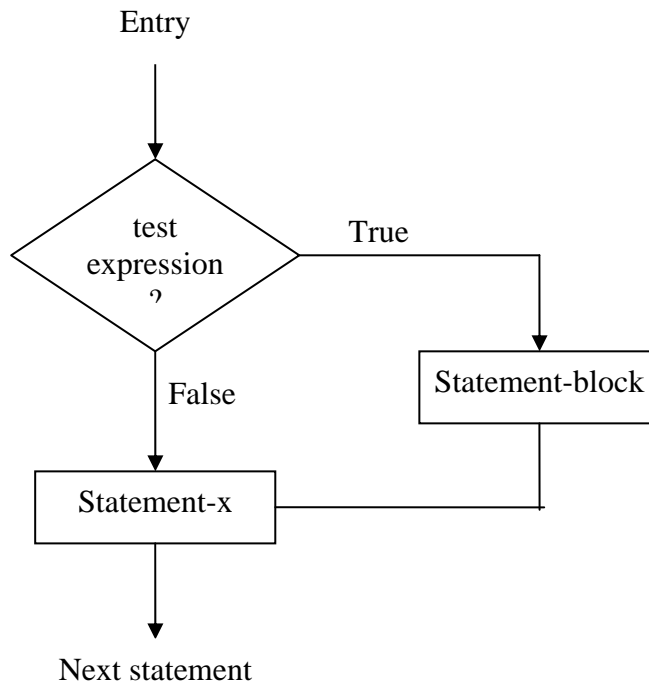 Entry
test
expression
?
True
False
Statement-block
Statement-x
Next statement